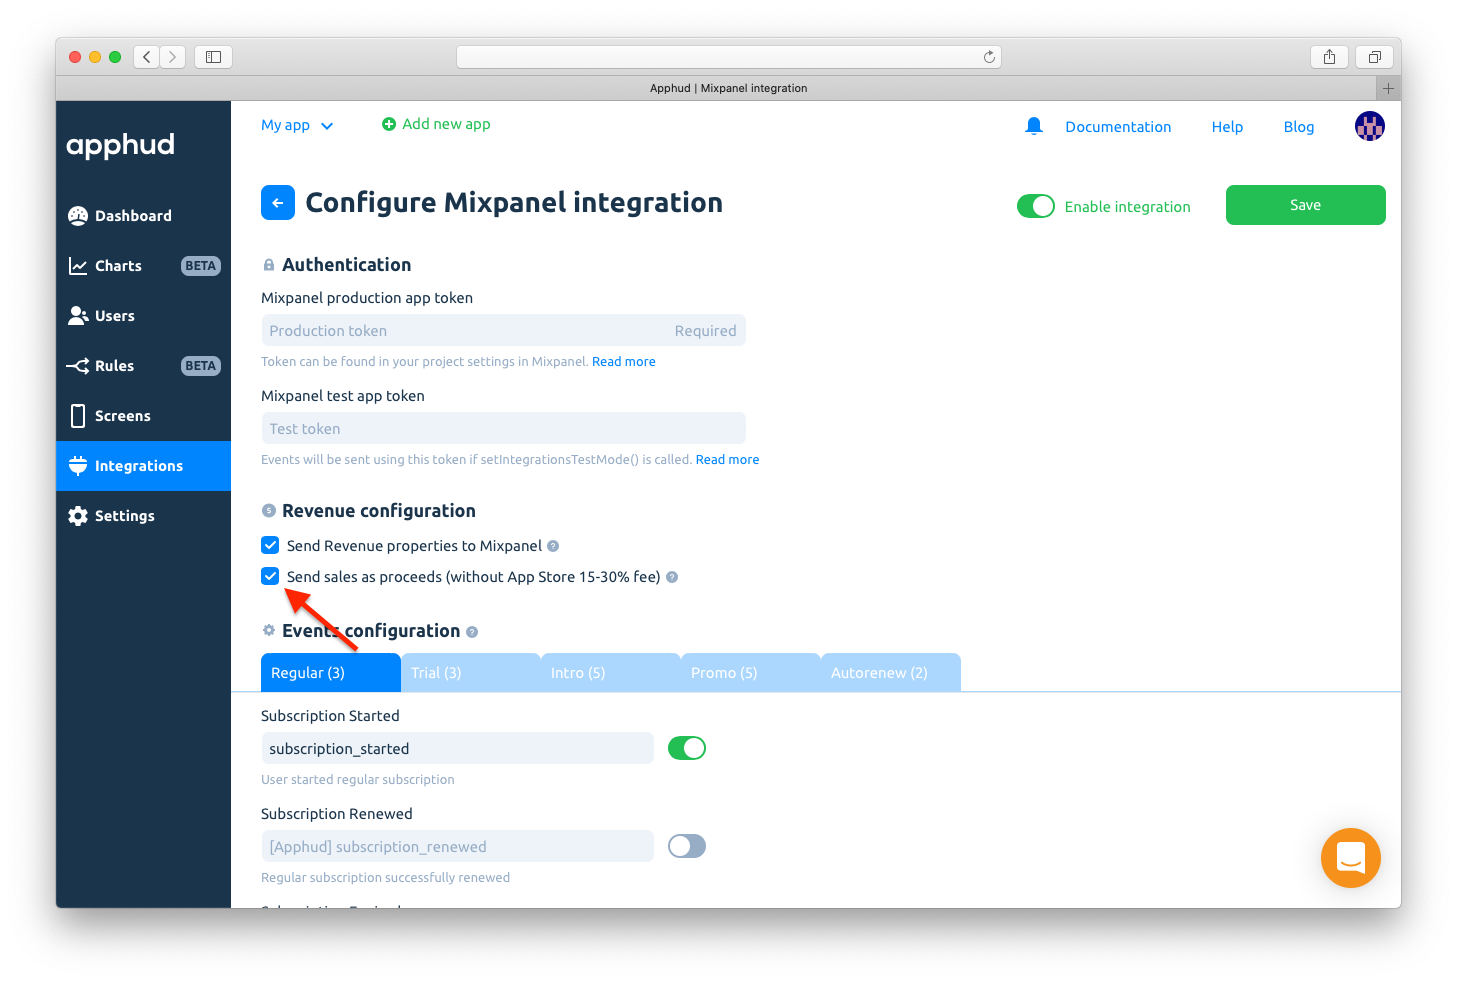 Apphud | Mixpanel integration
apphud
My app
Add new app
Documentation
Help
Blog
Dashboard
Charts BETA
Users
Rules BETA
Screens
Integrations
Settings
Configure Mixpanel integration
Enable integration
Save
Authentication
Mixpanel production app token
Production token Required
Token can be found in your project settings in Mixpanel. Read more
Mixpanel test app token
Test token
Events will be sent using this token if setIntegrationsTestMode() is called. Read more
Revenue configuration
Send Revenue properties to Mixpanel ?
Send sales as proceeds (without App Store 15-30% fee) ?
Events configuration ?
Regular (3) Trial (3) Intro (5) Promo (5) Autorenew (2)
Subscription Started
subscription_started
User started regular subscription
Subscription Renewed
[Apphud] subscription_renewed
Regular subscription successfully renewed